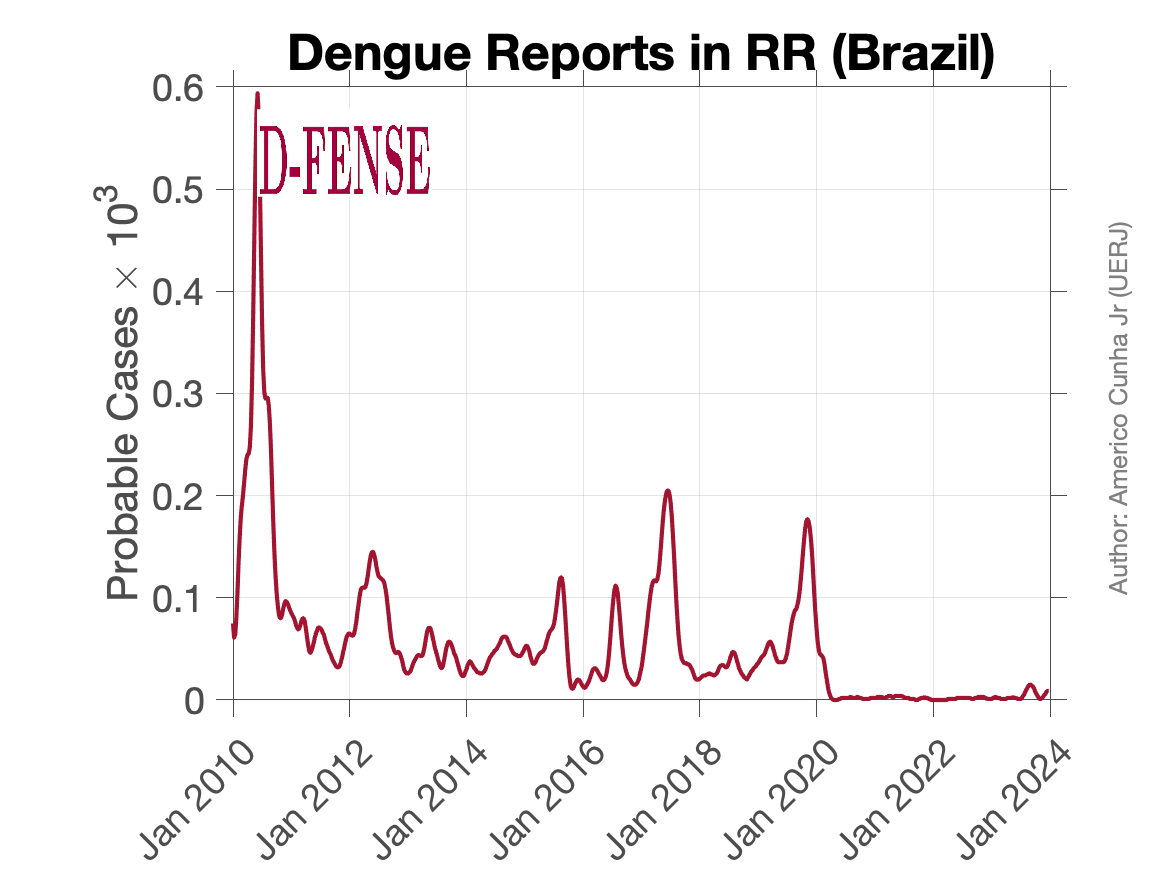 Dengue Reports in RR (Brazil)
D-FENSE
Probable Cases × 10³
0.6
0.5
0.4
0.3
0.2
0.1
0
Jan 2010
Jan 2012
Jan 2014
Jan 2016
Jan 2018
Jan 2020
Jan 2022
Jan 2024
Author: Americo Cunha Jr (UERJ)